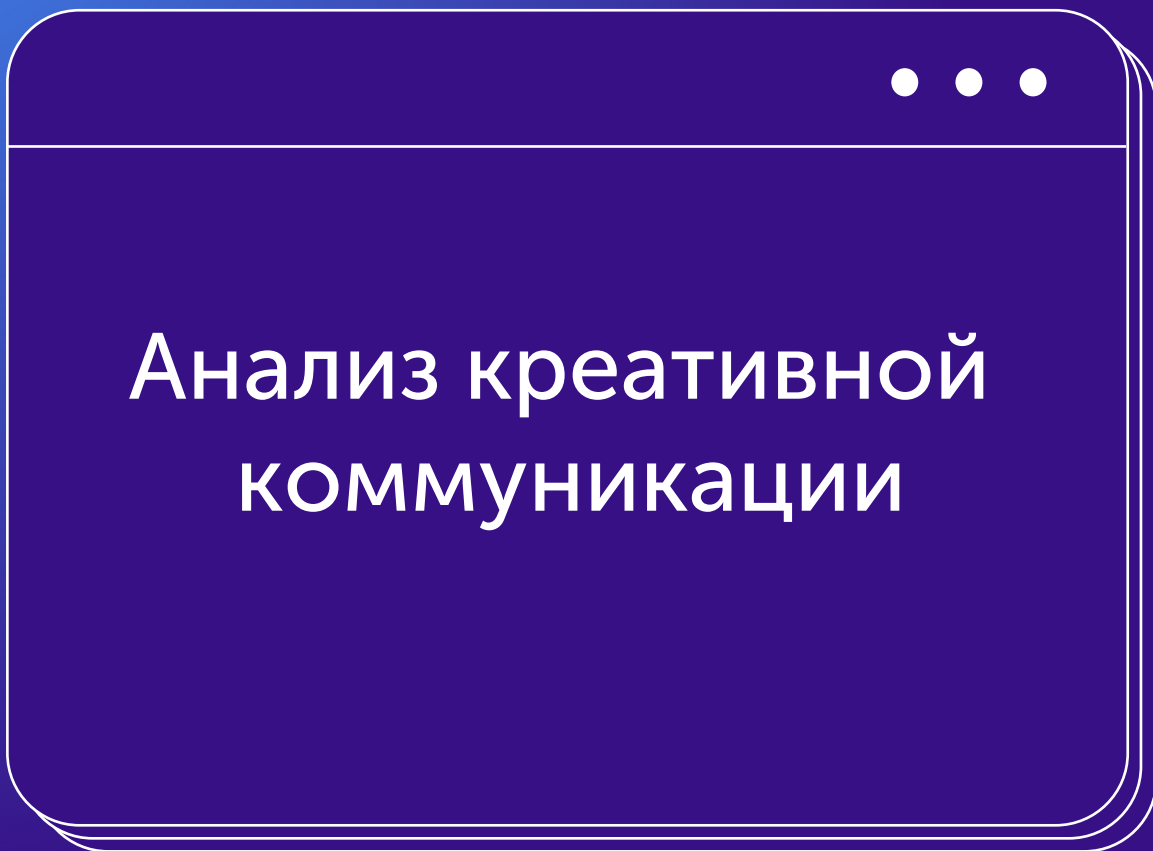 Анализ креативной
коммуникации